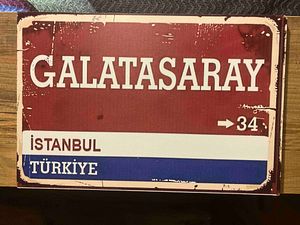 GALATASARAY
→34
İSTANBUL
TÜRKİYE